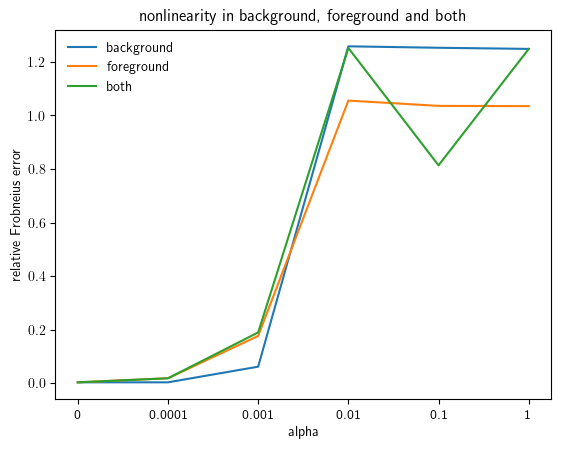 nonlinearity in background, foreground and both
background
foreground
both
relative Frobneius error
1.2
1.0
0.8
0.6
0.4
0.2
0.0
0 0.0001 0.001 0.01 0.1 1
alpha